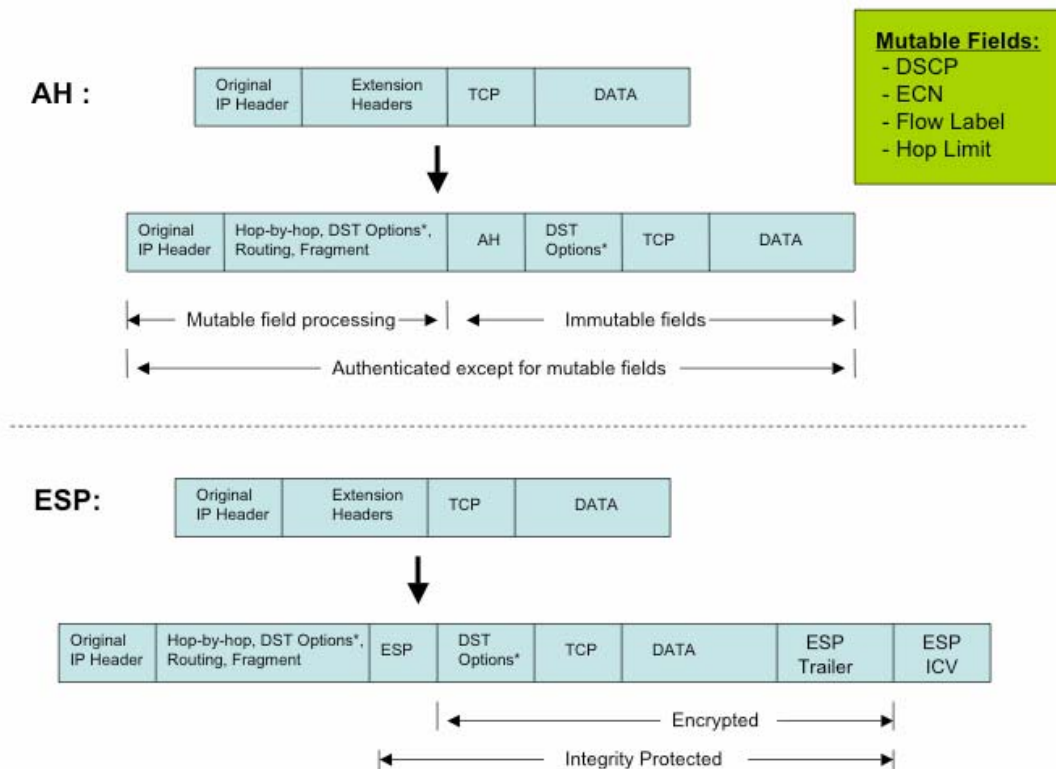 Mutable Fields:
- DSCP
- ECN
- Flow Label
- Hop Limit
AH :
Original
IP Header
Extension
Headers
TCP
DATA
Original
IP Header
Hop-by-hop, DST Options*,
Routing, Fragment
AH
DST
Options*
TCP
DATA
Mutable field processing
Immutable fields
Authenticated except for mutable fields
ESP:
Original
IP Header
Extension
Headers
TCP
DATA
Original
IP Header
Hop-by-hop, DST Options*,
Routing, Fragment
ESP
DST
Options*
TCP
DATA
ESP
Trailer
ESP
ICV
Encrypted
Integrity Protected